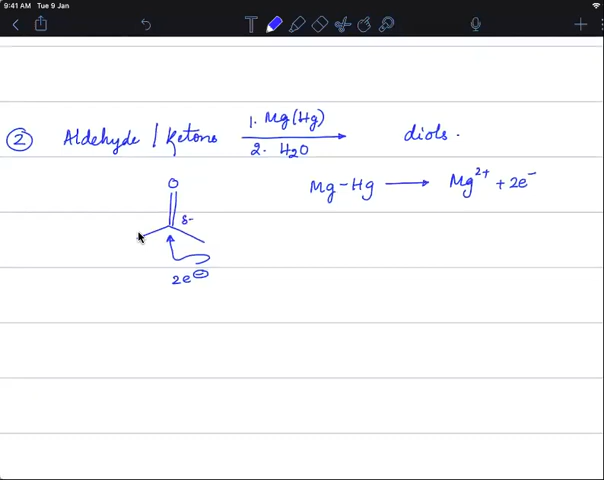 9:41 AM Tue 9 Jan
② Aldehyde / Ketons 1. Mg(Hg) 2. H2O diols.
Mg-Hg ⟶ Mg2+ + 2e-
O
δ-
2e⊖